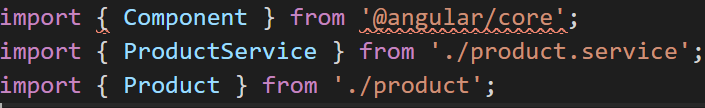 import { Component } from '@angular/core';
import { ProductService } from './product.service';
import { Product } from './product';